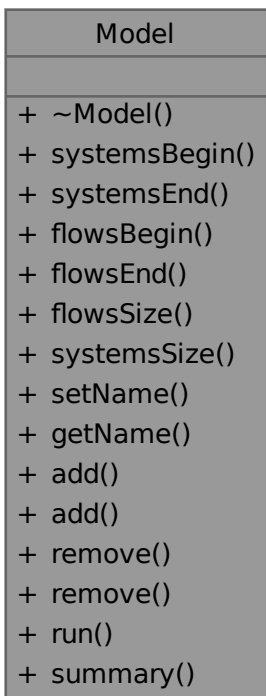 Model
+ ~Model()
+ systemsBegin()
+ systemsEnd()
+ flowsBegin()
+ flowsEnd()
+ flowsSize()
+ systemsSize()
+ setName()
+ getName()
+ add()
+ add()
+ remove()
+ remove()
+ run()
+ summary()